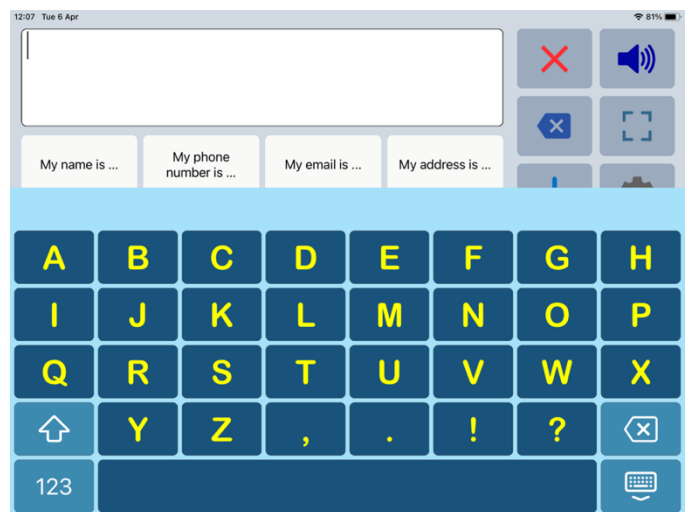 12:07 Tue 6 Apr
81%
My name is ...
My phone
number is ...
My email is ...
My address is ...
A B C D E F G H
I J K L M N O P
Q R S T U V W X
Y Z , . ! ?
123